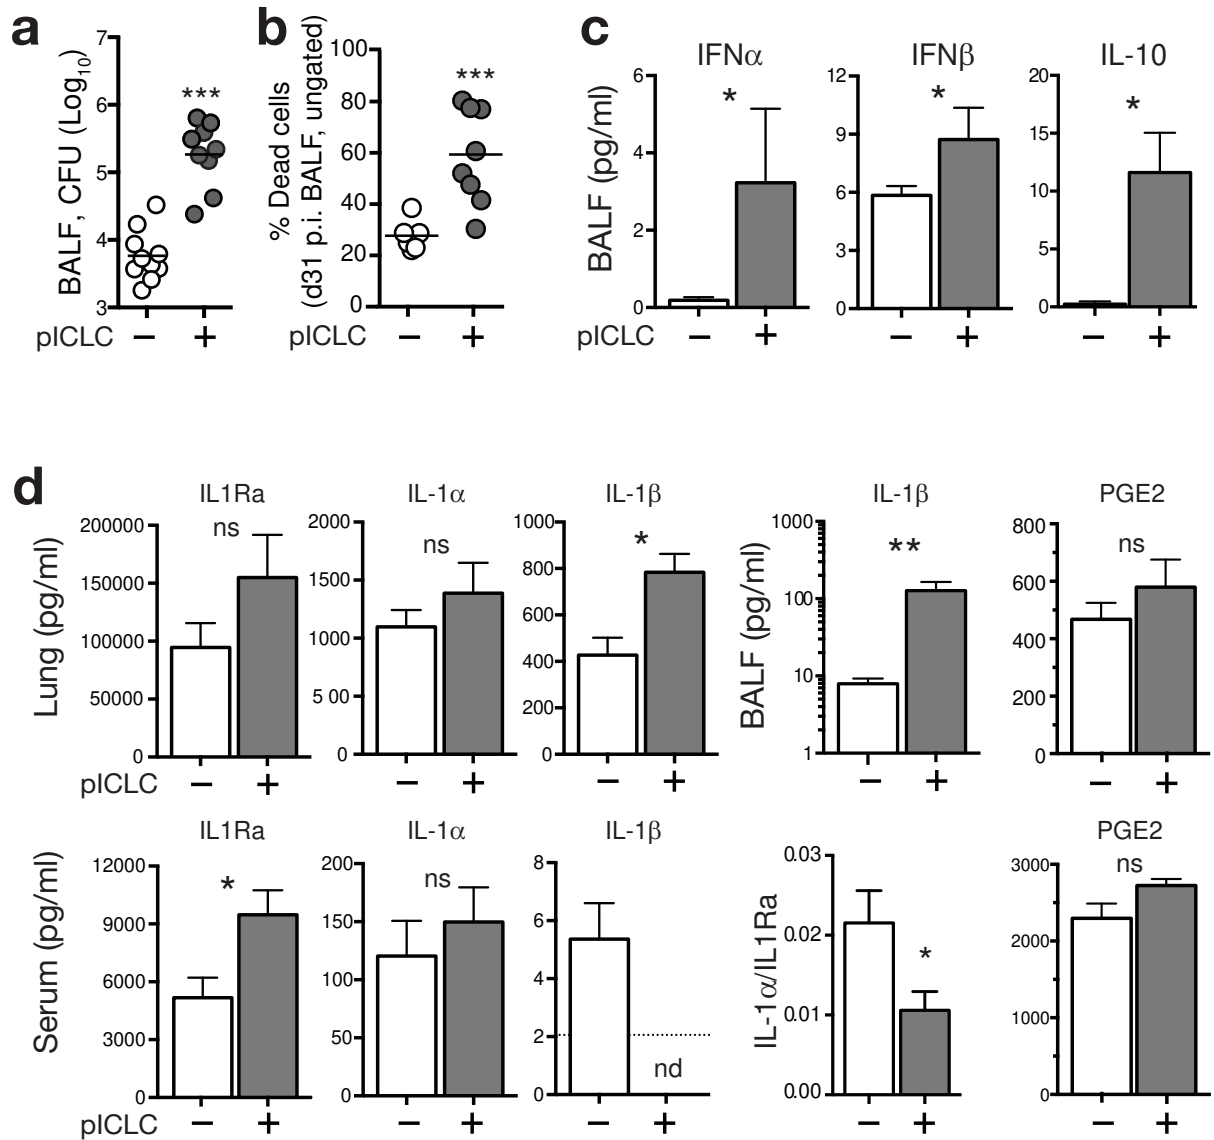 a
BALF, CFU (Log10)
7
6
5
4
3
***
pICLC
− +
b
% Dead cells
(d31 p.i. BALF, ungated)
100
80
60
40
20
0
***
pICLC
− +
c
BALF (pg/ml)
IFNα
6
4
2
0
*
pICLC
− +
IFNβ
12
9
6
3
0
*
− +
IL-10
20
15
10
5
0
*
− +
d
Lung (pg/ml)
IL1Ra
200000
150000
100000
50000
0
ns
pICLC
− +
IL-1α
2000
1500
1000
5 00
0
ns
− +
IL-1β
1000
800
600
400
200
0
*
− +
BALF (pg/ml)
IL-1β
1000
100
10
1
**
− +
PGE2
800
600
400
200
0
ns
− +
Serum (pg/ml)
IL1Ra
12000
9000
6000
3000
0
*
pICLC
− +
IL-1α
200
150
100
50
0
ns
− +
IL-1β
8
6
4
2
0
nd
− +
IL-1α/IL1Ra
0.03
0.02
0.01
0.00
*
− +
PGE2
3000
2000
1000
0
ns
− +